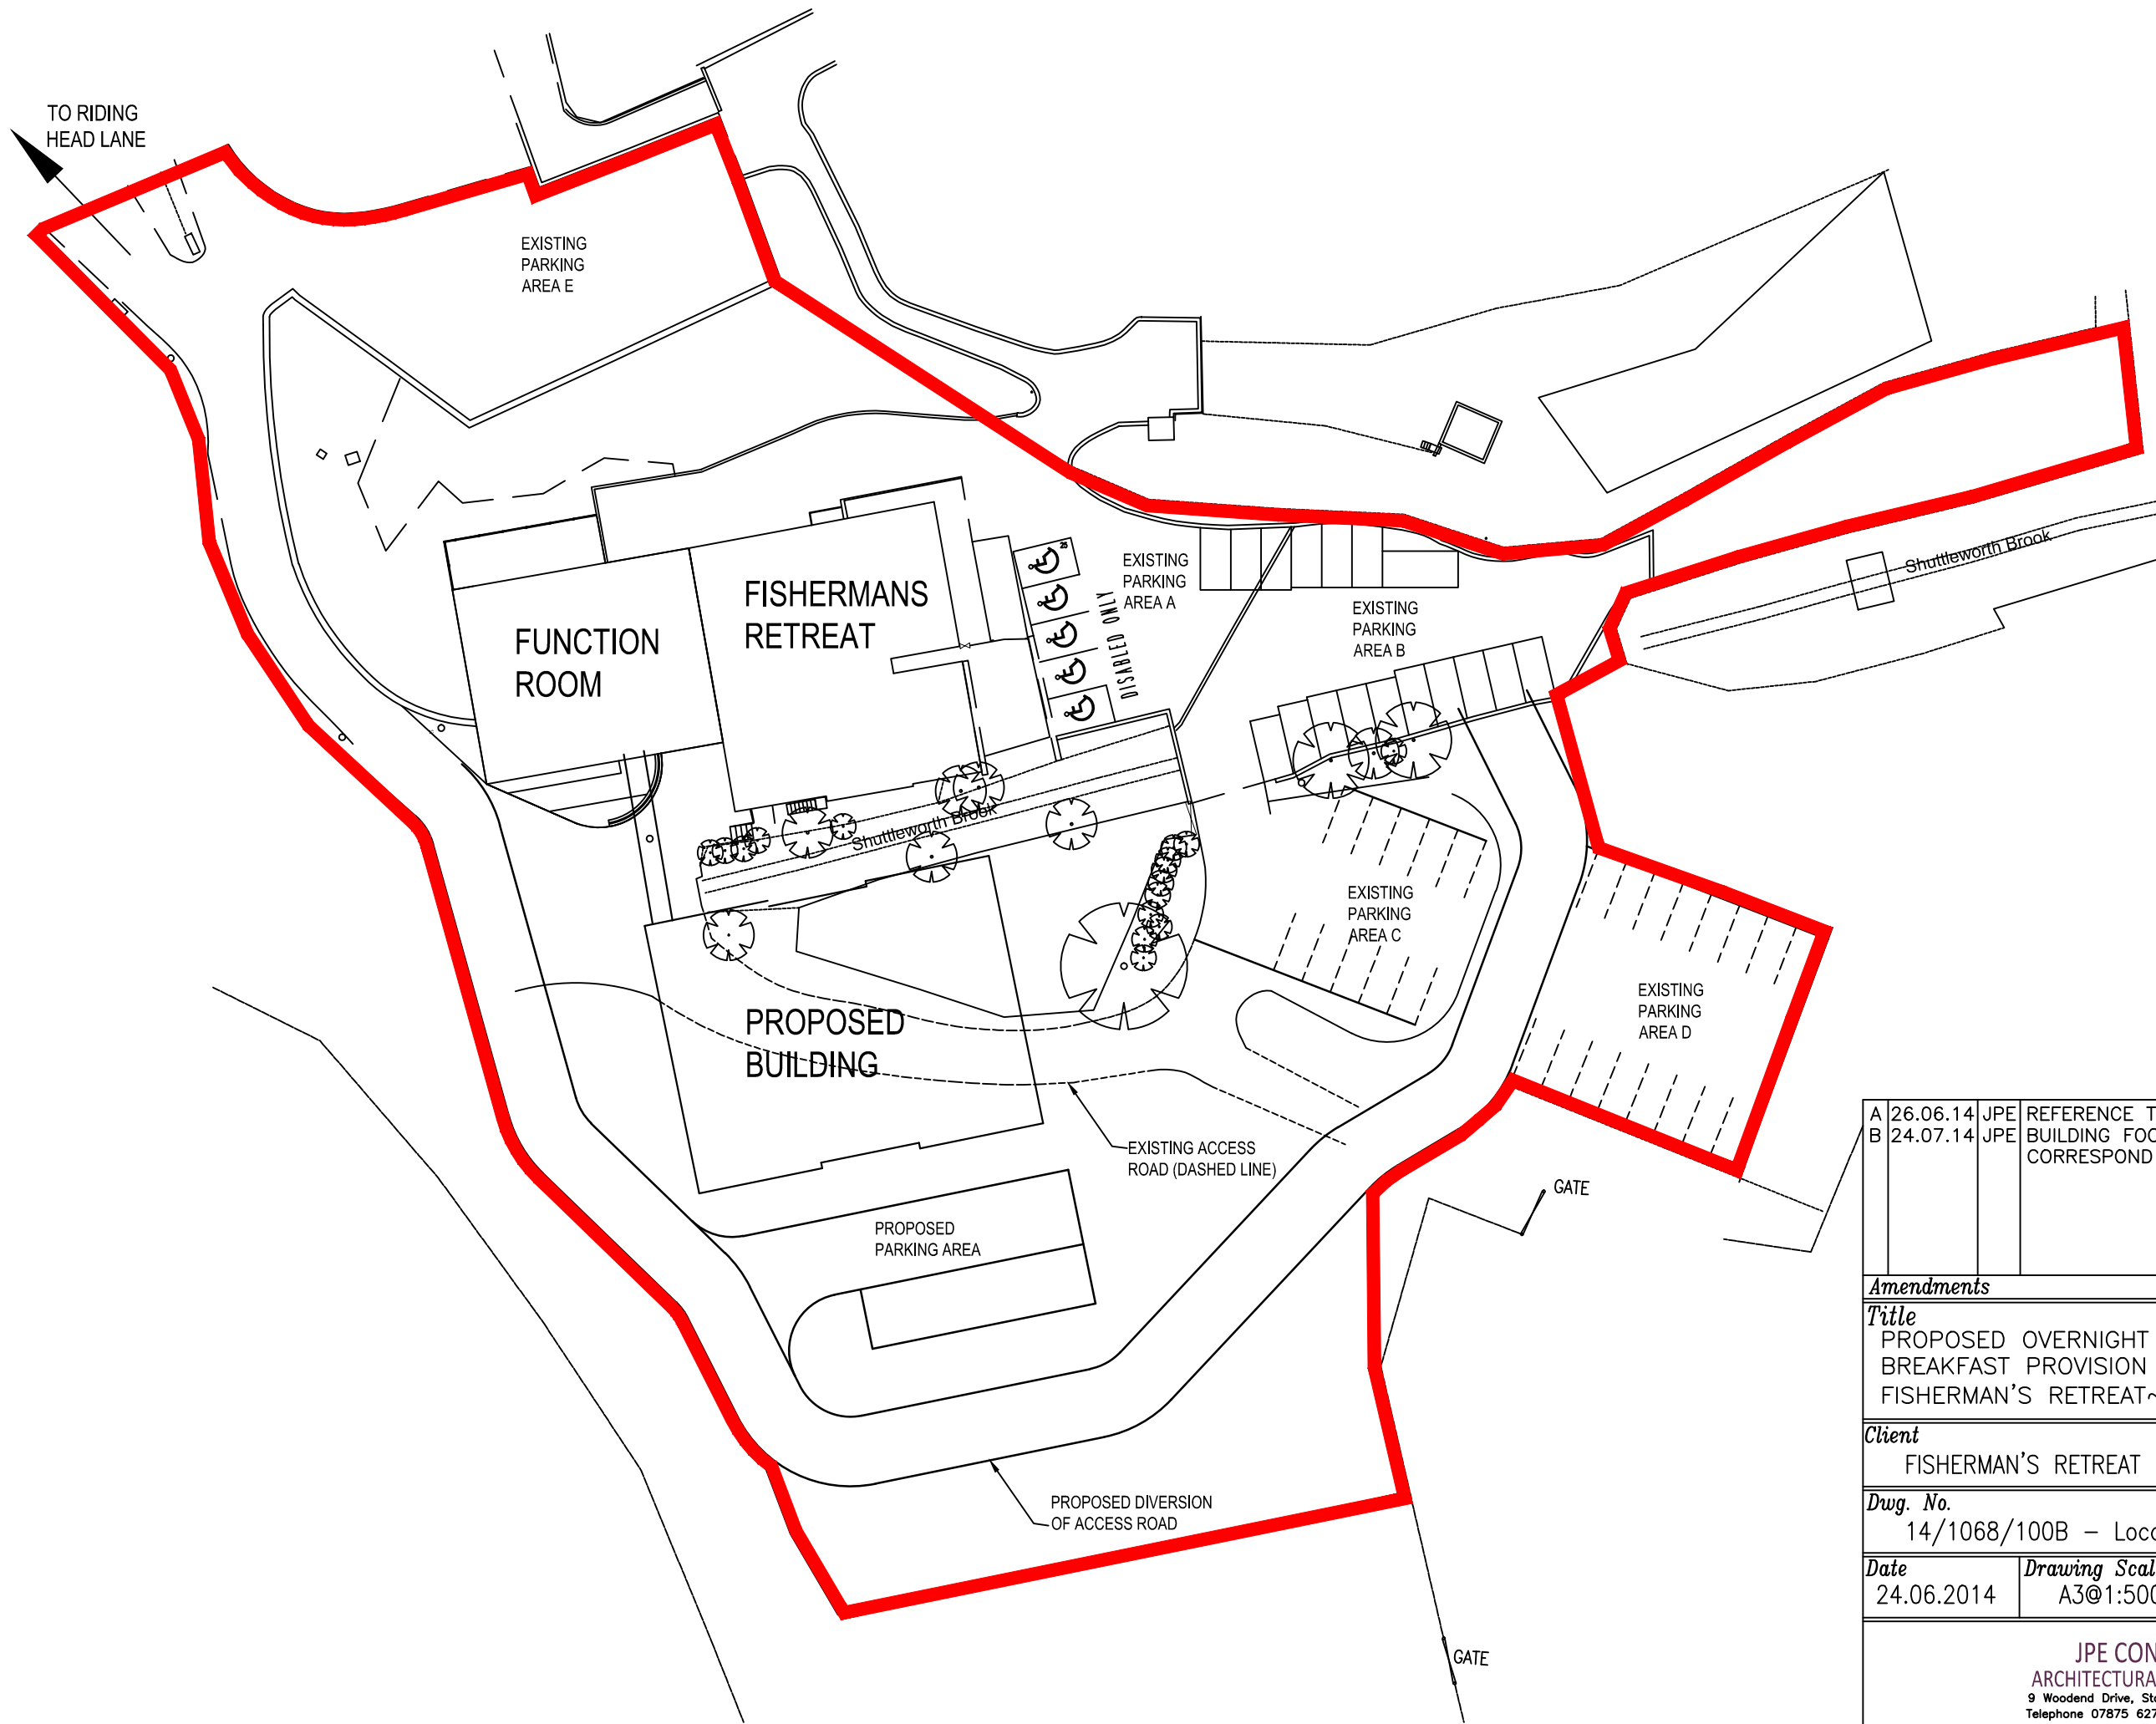 TO RIDING
HEAD LANE
EXISTING
PARKING
AREA E
FUNCTION
ROOM
FISHERMANS
RETREAT
25
DISABLED ONLY
EXISTING
PARKING
AREA A
EXISTING
PARKING
AREA B
Shuttleworth Brook
Shuttleworth Brook
EXISTING
PARKING
AREA C
EXISTING
PARKING
AREA D
PROPOSED
BUILDING
EXISTING ACCESS
ROAD (DASHED LINE)
PROPOSED
PARKING AREA
GATE
PROPOSED DIVERSION
OF ACCESS ROAD
GATE
A 26.06.14 JPE REFERENCE
B 24.07.14 JPE BUILDING
CORRESPOND
Amendments
Title
PROPOSED OVERNIGHT
BREAKFAST PROVISION
FISHERMAN'S RETREAT~
Client
FISHERMAN'S RETREAT
Dwg. No.
14/1068/100B –
Date
24.06.2014
Drawing
A3@1:500
JPE
9 Woodend Drive,
Telephone 07875